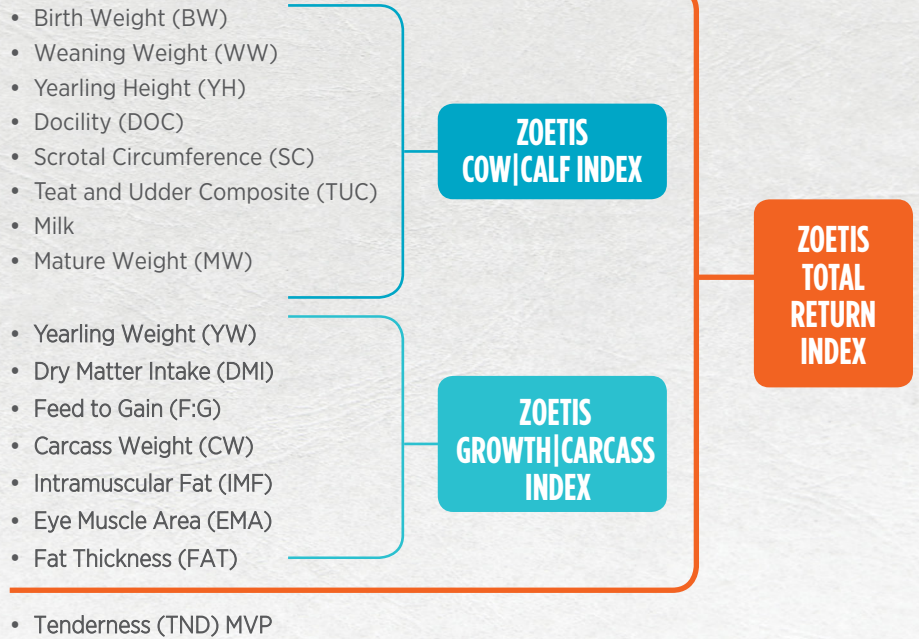 • Birth Weight (BW)
• Weaning Weight (WW)
• Yearling Height (YH)
• Docility (DOC)
• Scrotal Circumference (SC)
• Teat and Udder Composite (TUC)
• Milk
• Mature Weight (MW)
ZOETIS
COW|CALF INDEX
• Yearling Weight (YW)
• Dry Matter Intake (DMI)
• Feed to Gain (F:G)
• Carcass Weight (CW)
• Intramuscular Fat (IMF)
• Eye Muscle Area (EMA)
• Fat Thickness (FAT)
ZOETIS
GROWTH|CARCASS
INDEX
ZOETIS
TOTAL
RETURN
INDEX
• Tenderness (TND) MVP